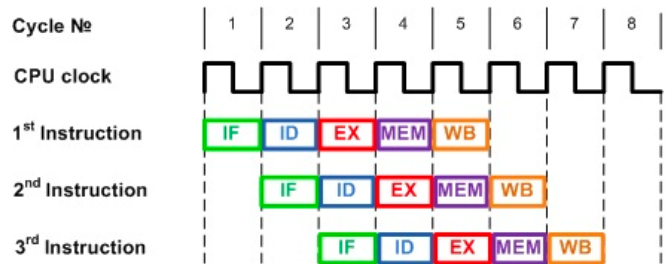 Cycle № 1 2 3 4 5 6 7 8
CPU clock
1st Instruction IF ID EX MEM WB
2nd Instruction IF ID EX MEM WB
3rd Instruction IF ID EX MEM WB